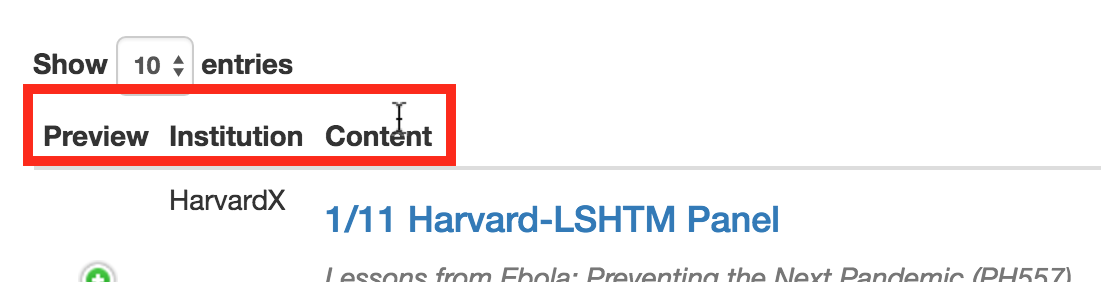 Show 10 entries
Preview Institution Content
HarvardX
1/11 Harvard-LSHTM Panel
Lessons from Ebola: Preventing the Next Pandemic (PH557)